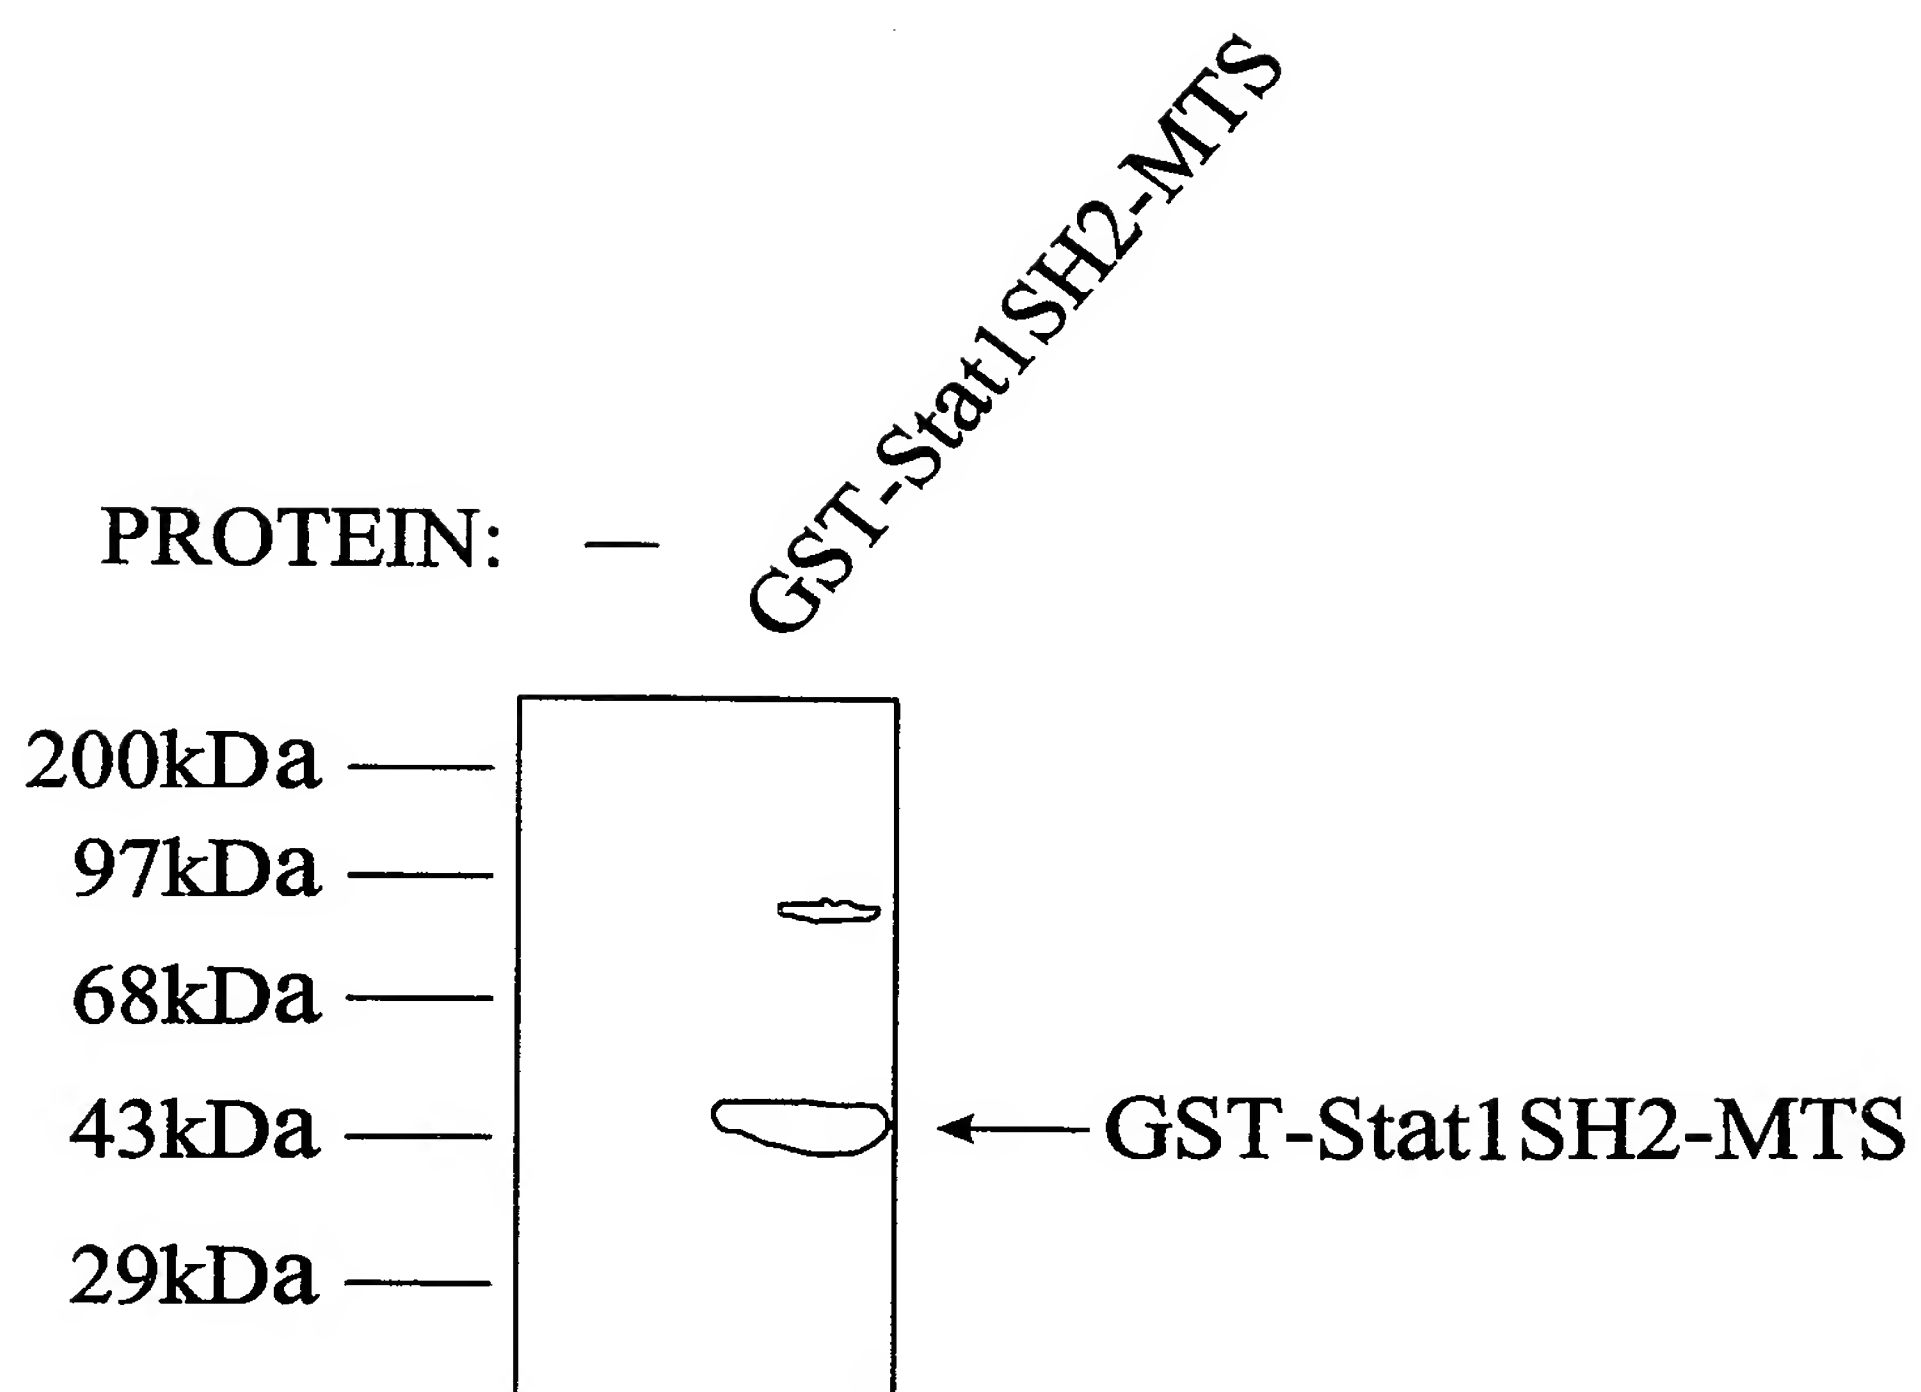 GST-Stat1SH2-MTS
PROTEIN: —
200kDa
97kDa
68kDa
43kDa
GST-Stat1SH2-MTS
29kDa